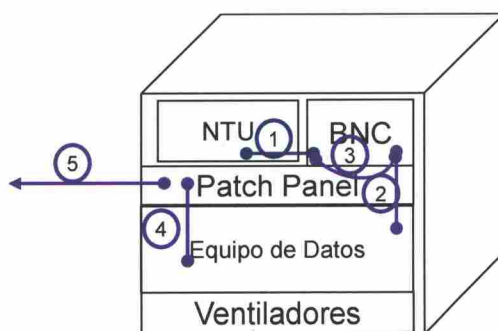 NTU
BNC
1
3
5
Patch Panel
2
4
Equipo de Datos
Ventiladores